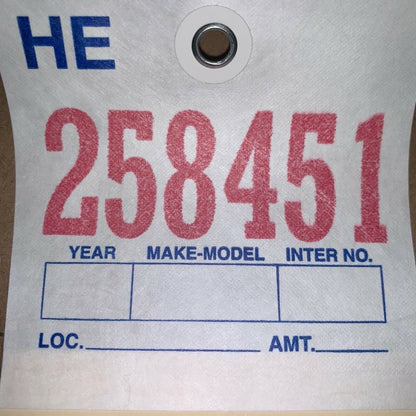 HE
258451
YEAR MAKE-MODEL INTER NO.
LOC. AMT.